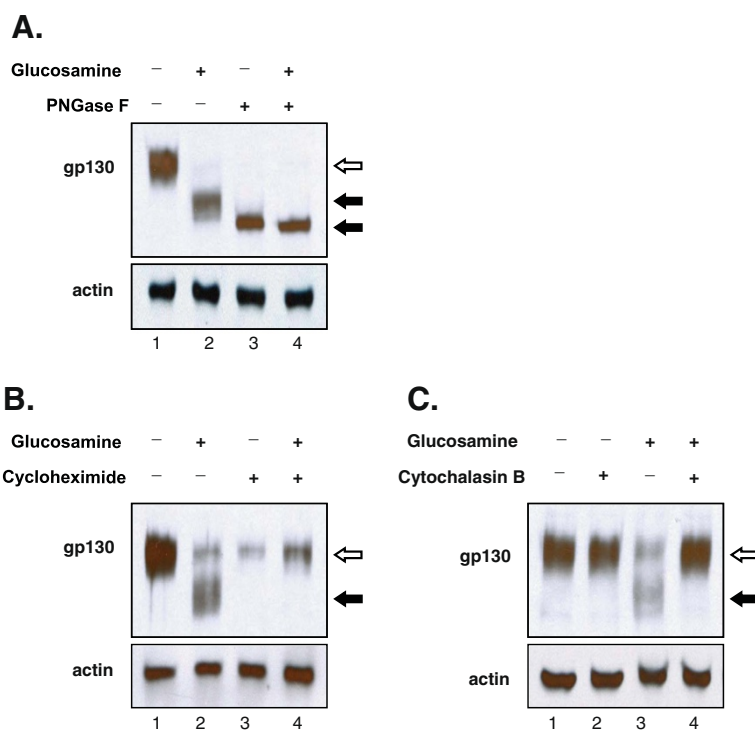 A.
Glucosamine – + – +
PNGase F – – + +
gp130
actin
1 2 3 4
B.
Glucosamine – + – +
Cycloheximide – – + +
gp130
actin
1 2 3 4
C.
Glucosamine – – + +
Cytochalasin B – + – +
gp130
actin
1 2 3 4